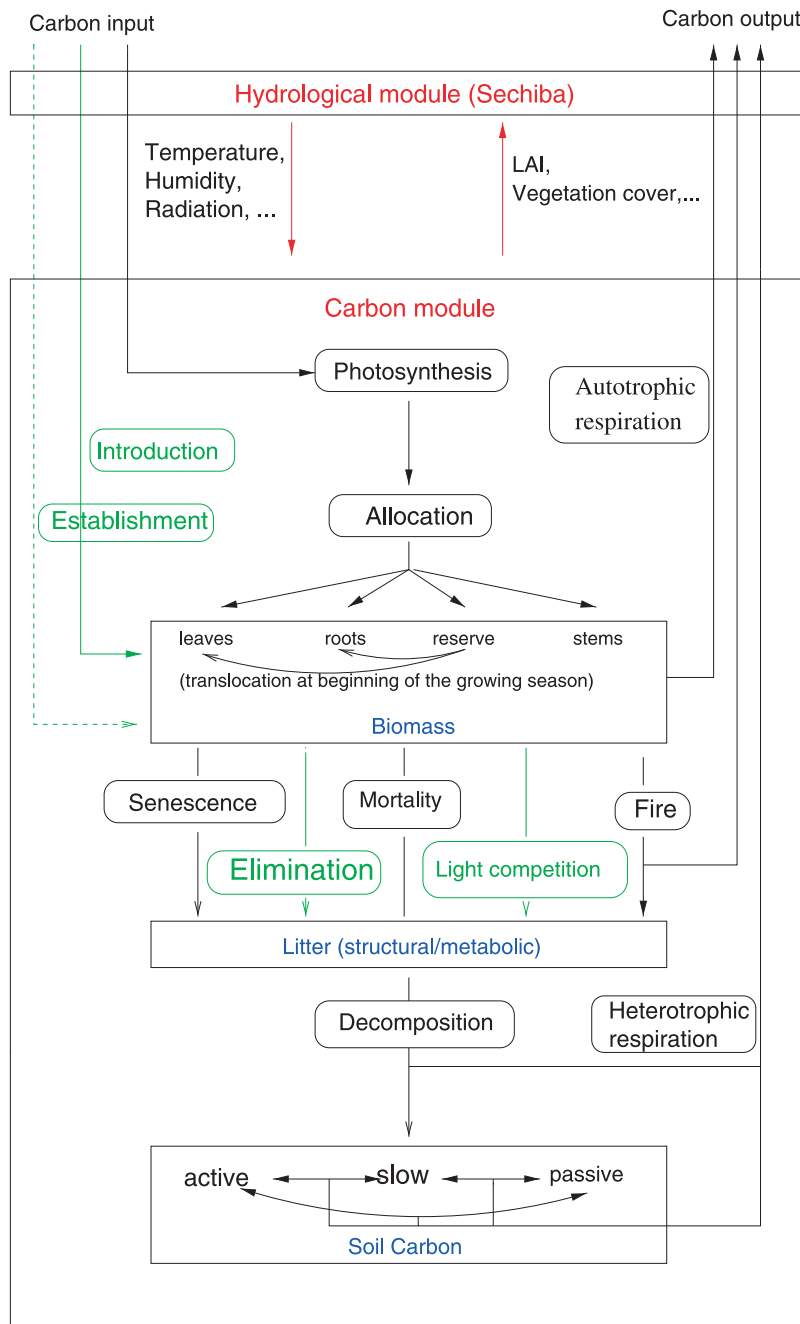 Carbon input
Carbon output
Hydrological module (Sechiba)
Temperature,
Humidity,
Radiation, ...
LAI,
Vegetation cover,...
Carbon module
Photosynthesis
Autotrophic
respiration
Introduction
Allocation
Establishment
leaves roots reserve stems
(translocation at beginning of the growing season)
Biomass
Senescence
Mortality
Fire
Elimination
Light competition
Litter (structural/metabolic)
Decomposition
Heterotrophic
respiration
active slow passive
Soil Carbon